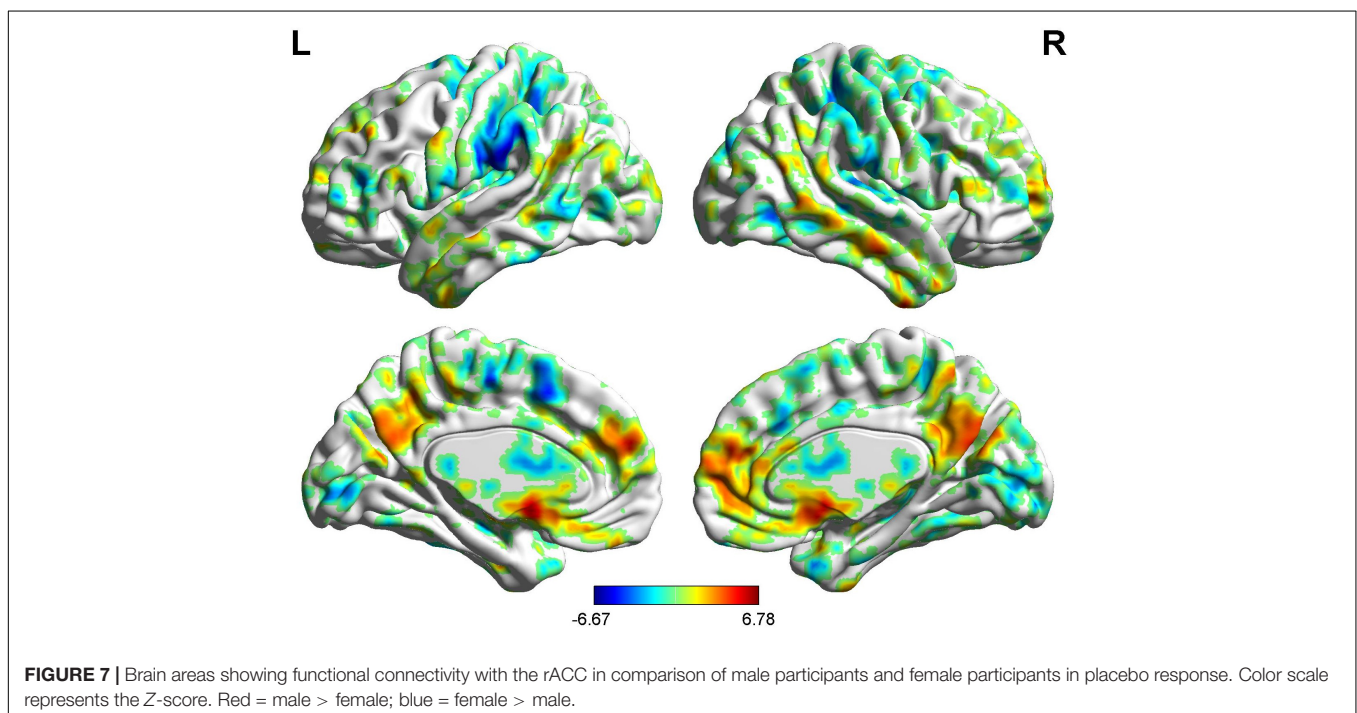 L
R
-6.67
6.78
FIGURE 7 | Brain areas showing functional connectivity with the rACC in comparison of male participants and female participants in placebo response. Color scale
represents the Z-score. Red = male > female; blue = female > male.